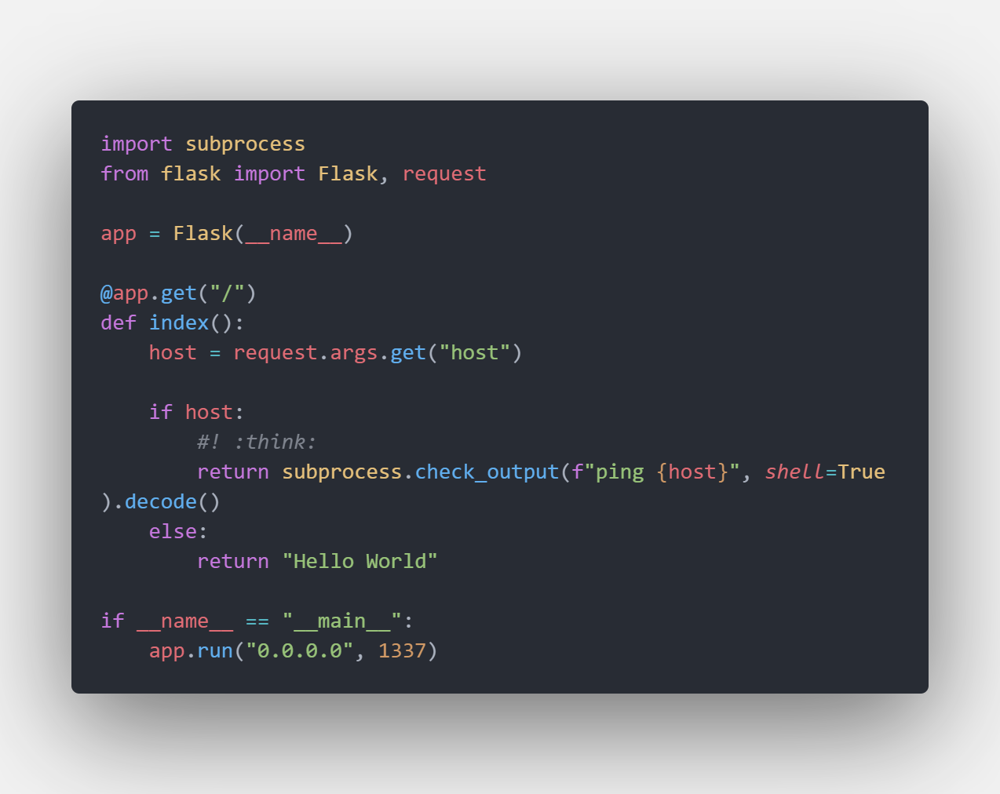 import subprocess
from flask import Flask, request

app = Flask(__name__)

@app.get("/")
def index():
    host = request.args.get("host")

    if host:
        #! :think:
        return subprocess.check_output(f"ping {host}", shell=True
).decode()
    else:
        return "Hello World"

if __name__ == "__main__":
    app.run("0.0.0.0", 1337)